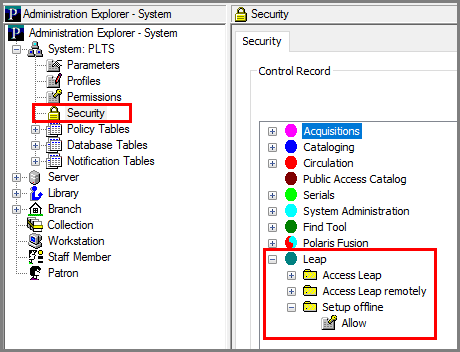 Administration Explorer - System
Administration Explorer - System
System: PLTS
Parameters
Profiles
Permissions
Security
Policy Tables
Database Tables
Notification Tables
Server
Library
Branch
Collection
Workstation
Staff Member
Patron
Security
Security
Control Record
Acquisitions
Cataloging
Circulation
Public Access Catalog
Serials
System Administration
Find Tool
Polaris Fusion
Leap
Access Leap
Access Leap remotely
Setup offline
Allow